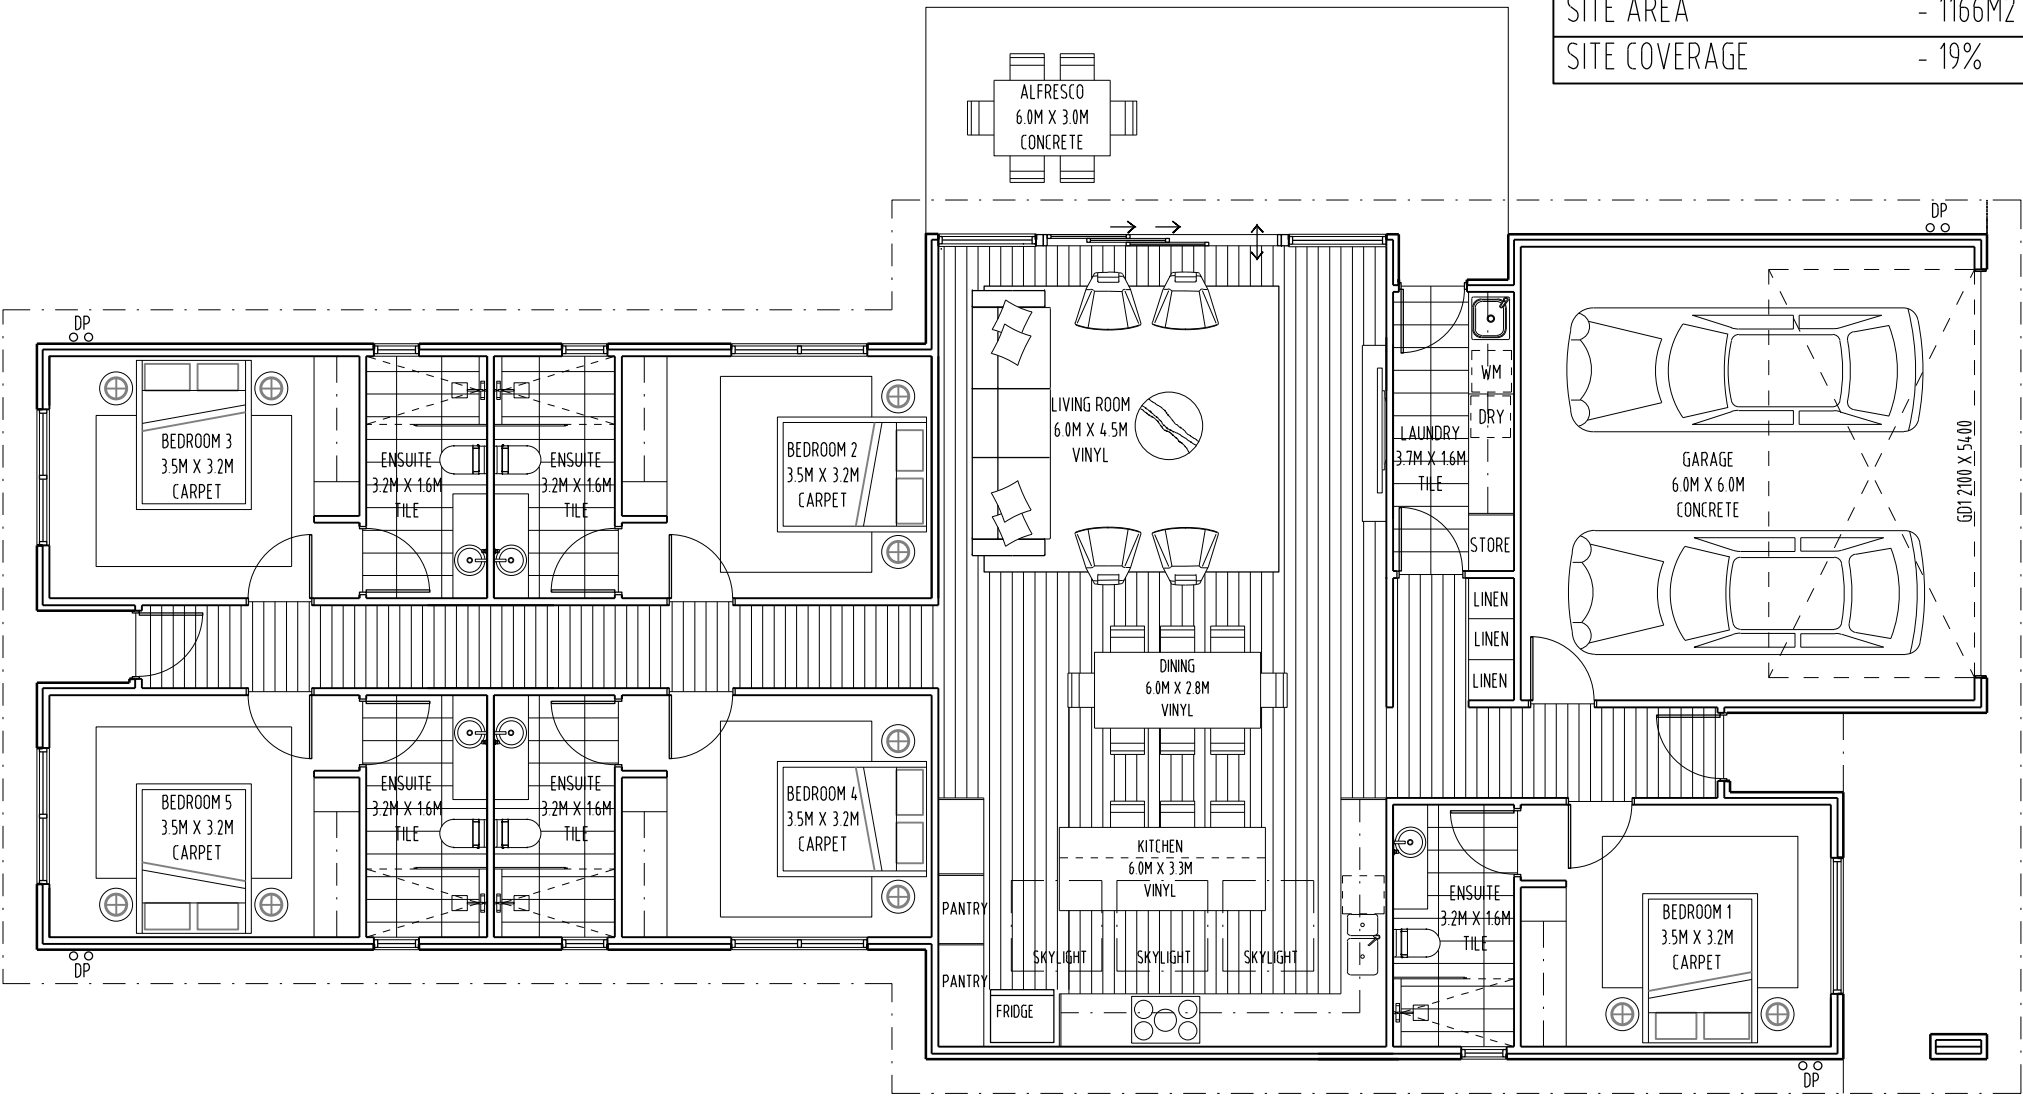 SITE AREA - 1166M2
SITE COVERAGE - 19%
ALFRESCO
6.0M X 3.0M
CONCRETE
DP
DP
BEDROOM 3
3.5M X 3.2M
CARPET
ENSUITE
3.2M X 1.6M
TILE
ENSUITE
3.2M X 1.6M
TILE
BEDROOM 2
3.5M X 3.2M
CARPET
LIVING ROOM
6.0M X 4.5M
VINYL
LAUNDRY
3.7M X 1.6M
TILE
WM
DRY
STORE
LINEN
LINEN
LINEN
GARAGE
6.0M X 6.0M
CONCRETE
GD1 2100 X 5400
DINING
6.0M X 2.8M
VINYL
BEDROOM 5
3.5M X 3.2M
CARPET
ENSUITE
3.2M X 1.6M
TILE
ENSUITE
3.2M X 1.6M
TILE
BEDROOM 4
3.5M X 3.2M
CARPET
KITCHEN
6.0M X 3.3M
VINYL
PANTRY
PANTRY
SKYLIGHT
SKYLIGHT
SKYLIGHT
FRIDGE
ENSUITE
3.2M X 1.6M
TILE
BEDROOM 1
3.5M X 3.2M
CARPET
DP
DP